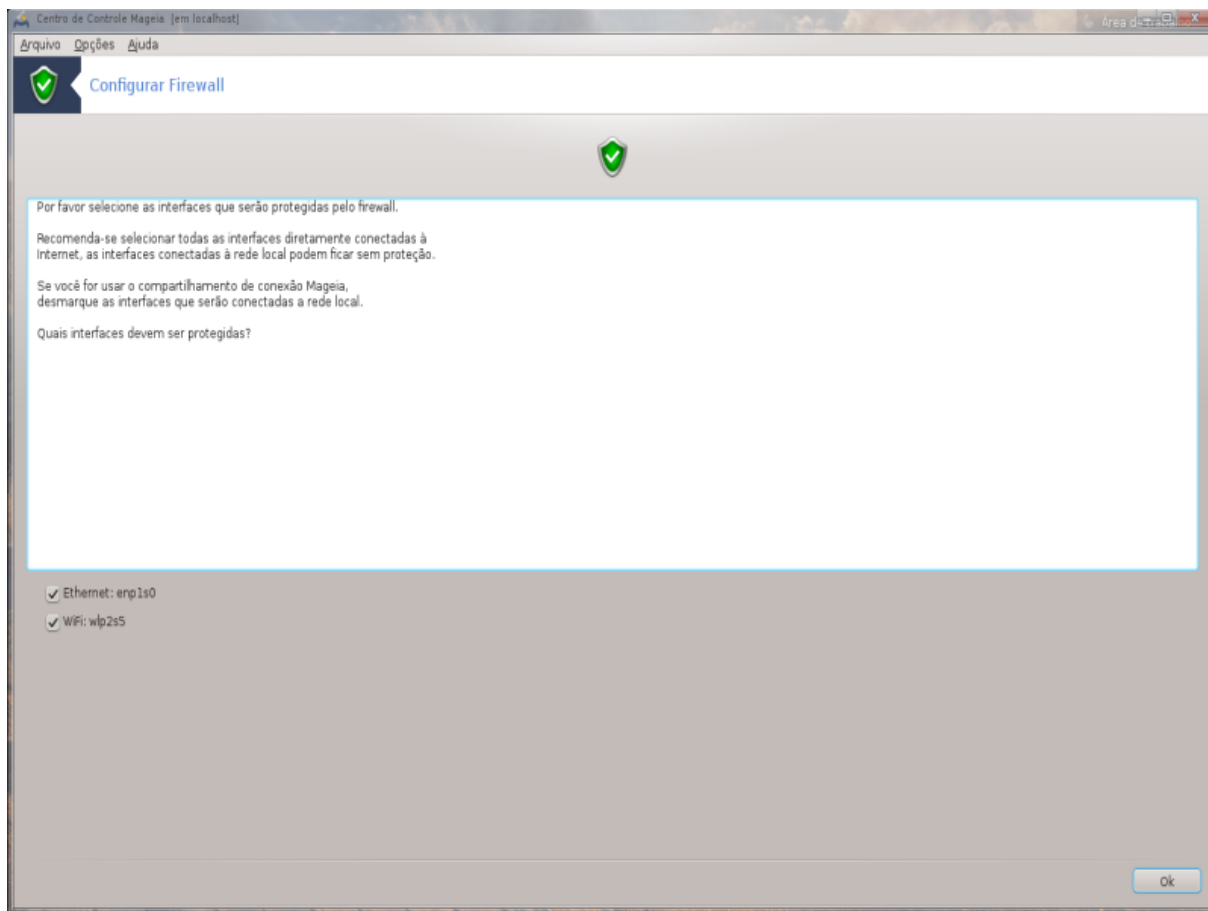 Centro de Controle Mageia [em localhost]
Arquivo Opções Ajuda
Configurar Firewall
Por favor selecione as interfaces que serão protegidas pelo firewall.
Recomenda-se selecionar todas as interfaces diretamente conectadas à
Internet, as interfaces conectadas à rede local podem ficar sem proteção.
Se você for usar o compartilhamento de conexão Mageia,
desmarque as interfaces que serão conectadas a rede local.
Quais interfaces devem ser protegidas?
Ethernet: enp1s0
WiFi: wlp2s5
Ok